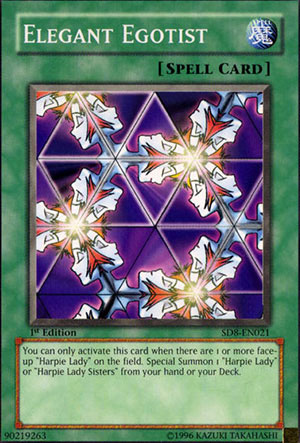 ELEGANT EGOTIST
魔
[SPELL CARD]
1st Edition
SD8-EN021
You can only activate this card when there are 1 or more face-
up "Harpie Lady" on the field. Special Summon 1 "Harpie Lady"
or "Harpie Lady Sisters" from your hand or your Deck.
90219263
©1996 KAZUKI TAKAHASHI